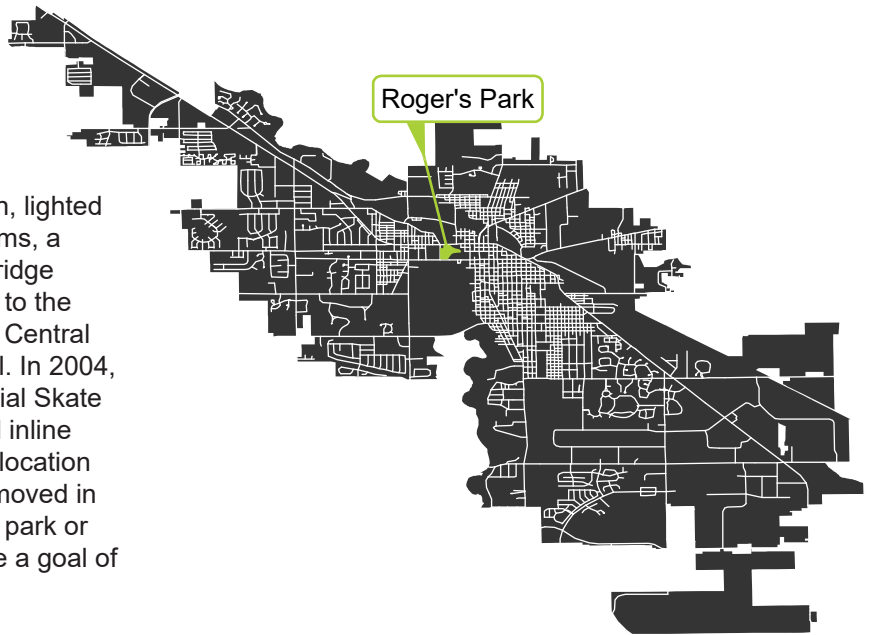 Roger's Park
n, lighted
ms, a
ridge
to the
Central
l. In 2004,
ial Skate
l inline
location
moved in
park or
e a goal of